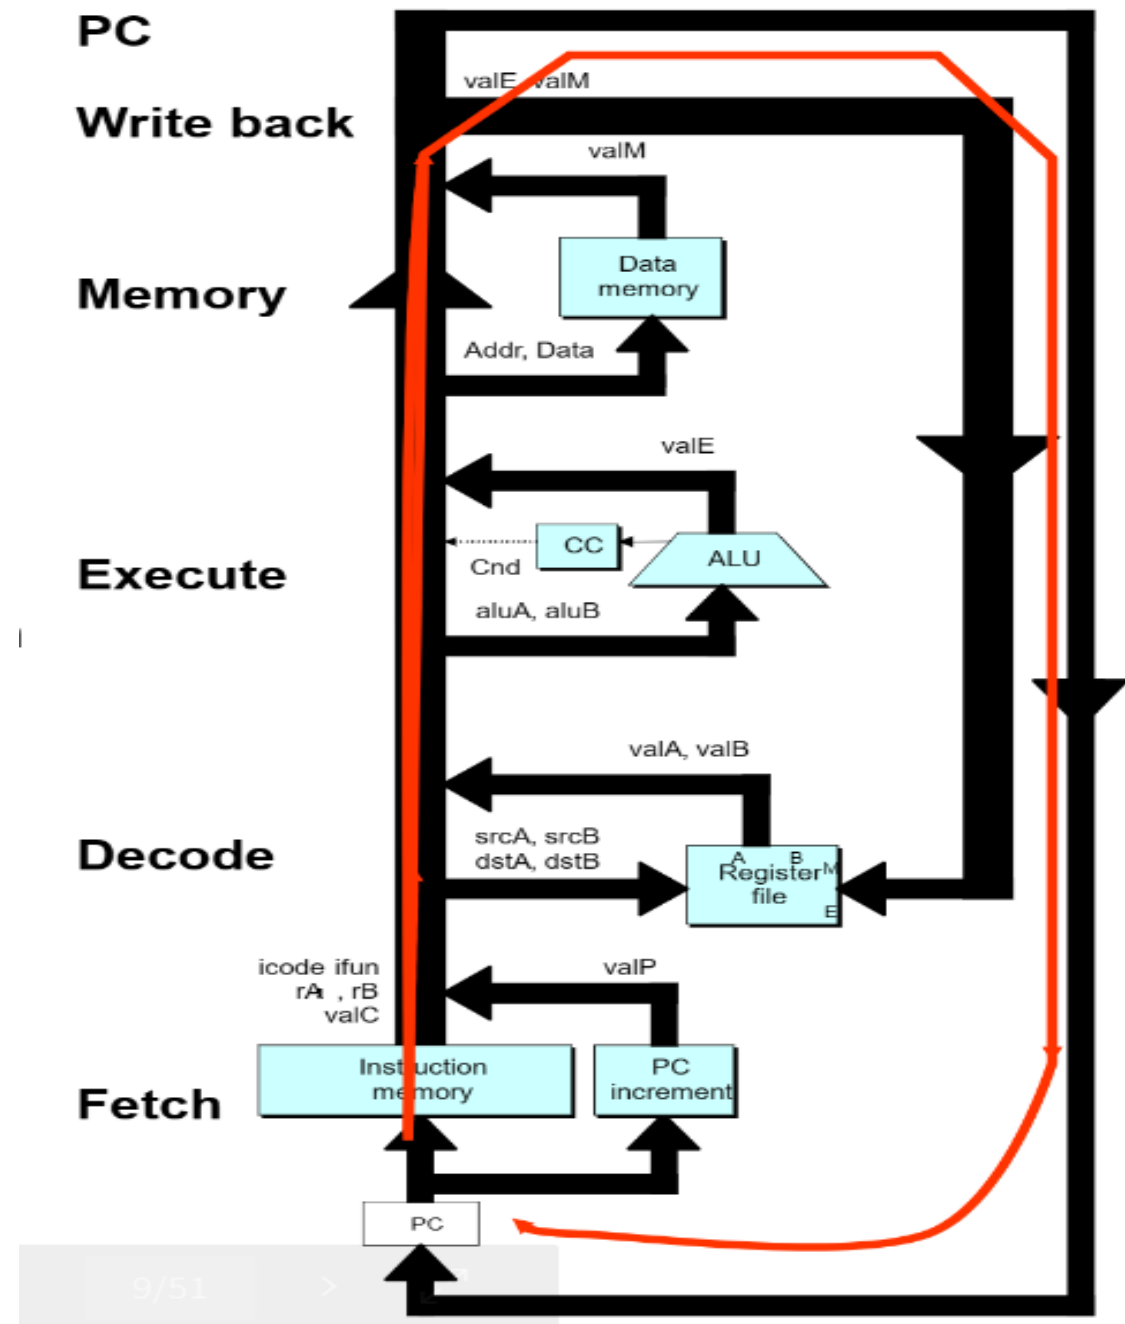 PC
valE, valM
Write back
valM
Data
memory
Memory
Addr, Data
valE
CC
ALU
Cnd
Execute
aluA, aluB
valA, valB
srcA, srcB
dstA, dstB
Decode
A B
Register M
file
E
icode ifun
rA , rB
valC
valP
Instruction
memory
PC
increment
Fetch
PC
9/51 >